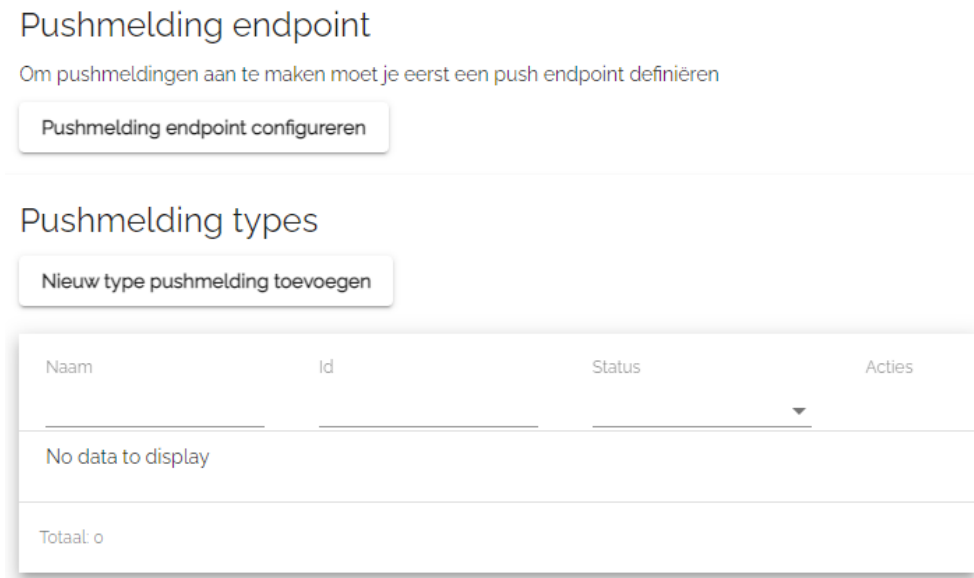 Pushmelding endpoint
Om pushmeldingen aan te maken moet je eerst een push endpoint definiëren
Pushmelding endpoint configureren
Pushmelding types
Nieuw type pushmelding toevoegen
Naam Id Status Acties
No data to display
Totaal: 0